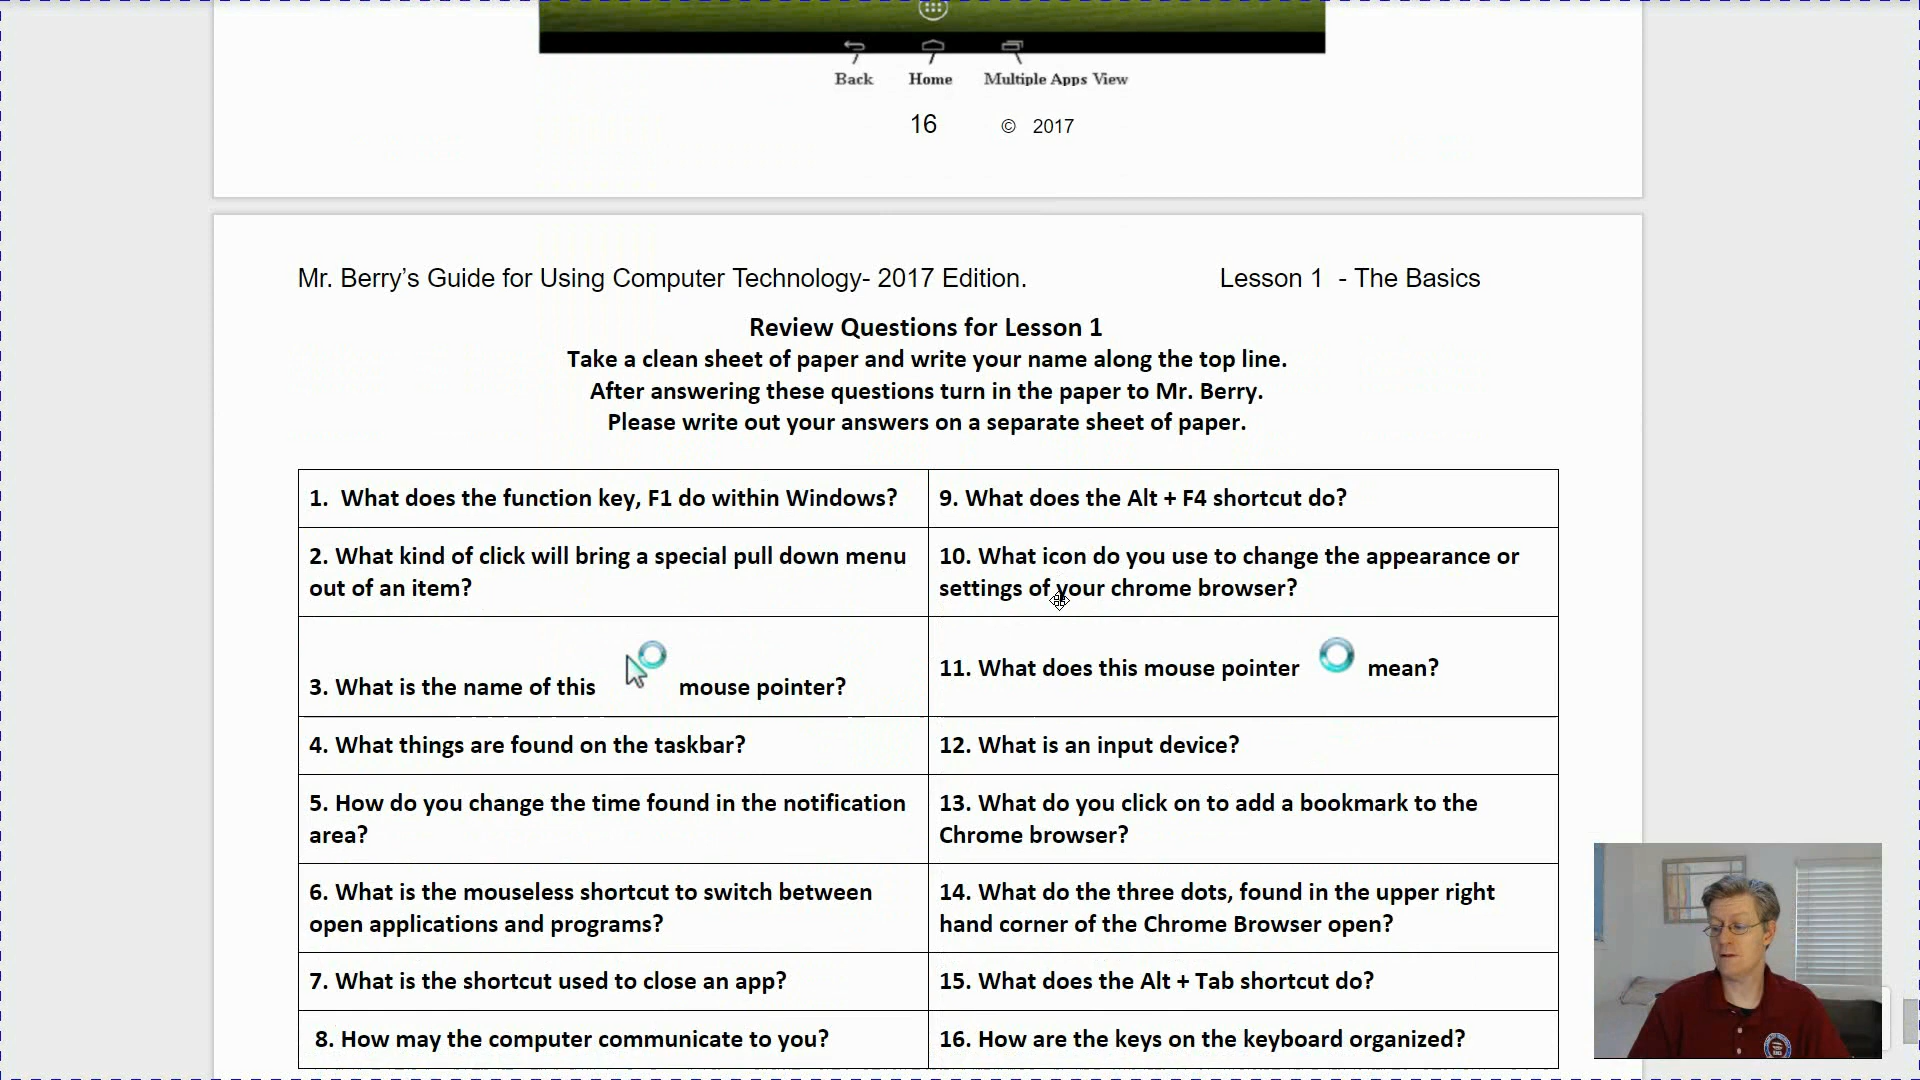 Back Home Multiple Apps View
16 © 2017
Mr. Berry’s Guide for Using Computer Technology- 2017 Edition. Lesson 1 - The Basics
Review Questions for Lesson 1
Take a clean sheet of paper and write your name along the top line.
After answering these questions turn in the paper to Mr. Berry.
Please write out your answers on a separate sheet of paper.
1. What does the function key, F1 do within Windows?
9. What does the Alt + F4 shortcut do?
2. What kind of click will bring a special pull down menu
out of an item?
10. What icon do you use to change the appearance or
settings of your chrome browser?
3. What is the name of this mouse pointer?
11. What does this mouse pointer mean?
4. What things are found on the taskbar?
12. What is an input device?
5. How do you change the time found in the notification
area?
13. What do you click on to add a bookmark to the
Chrome browser?
6. What is the mouseless shortcut to switch between
open applications and programs?
14. What do the three dots, found in the upper right
hand corner of the Chrome Browser open?
7. What is the shortcut used to close an app?
15. What does the Alt + Tab shortcut do?
8. How may the computer communicate to you?
16. How are the keys on the keyboard organized?